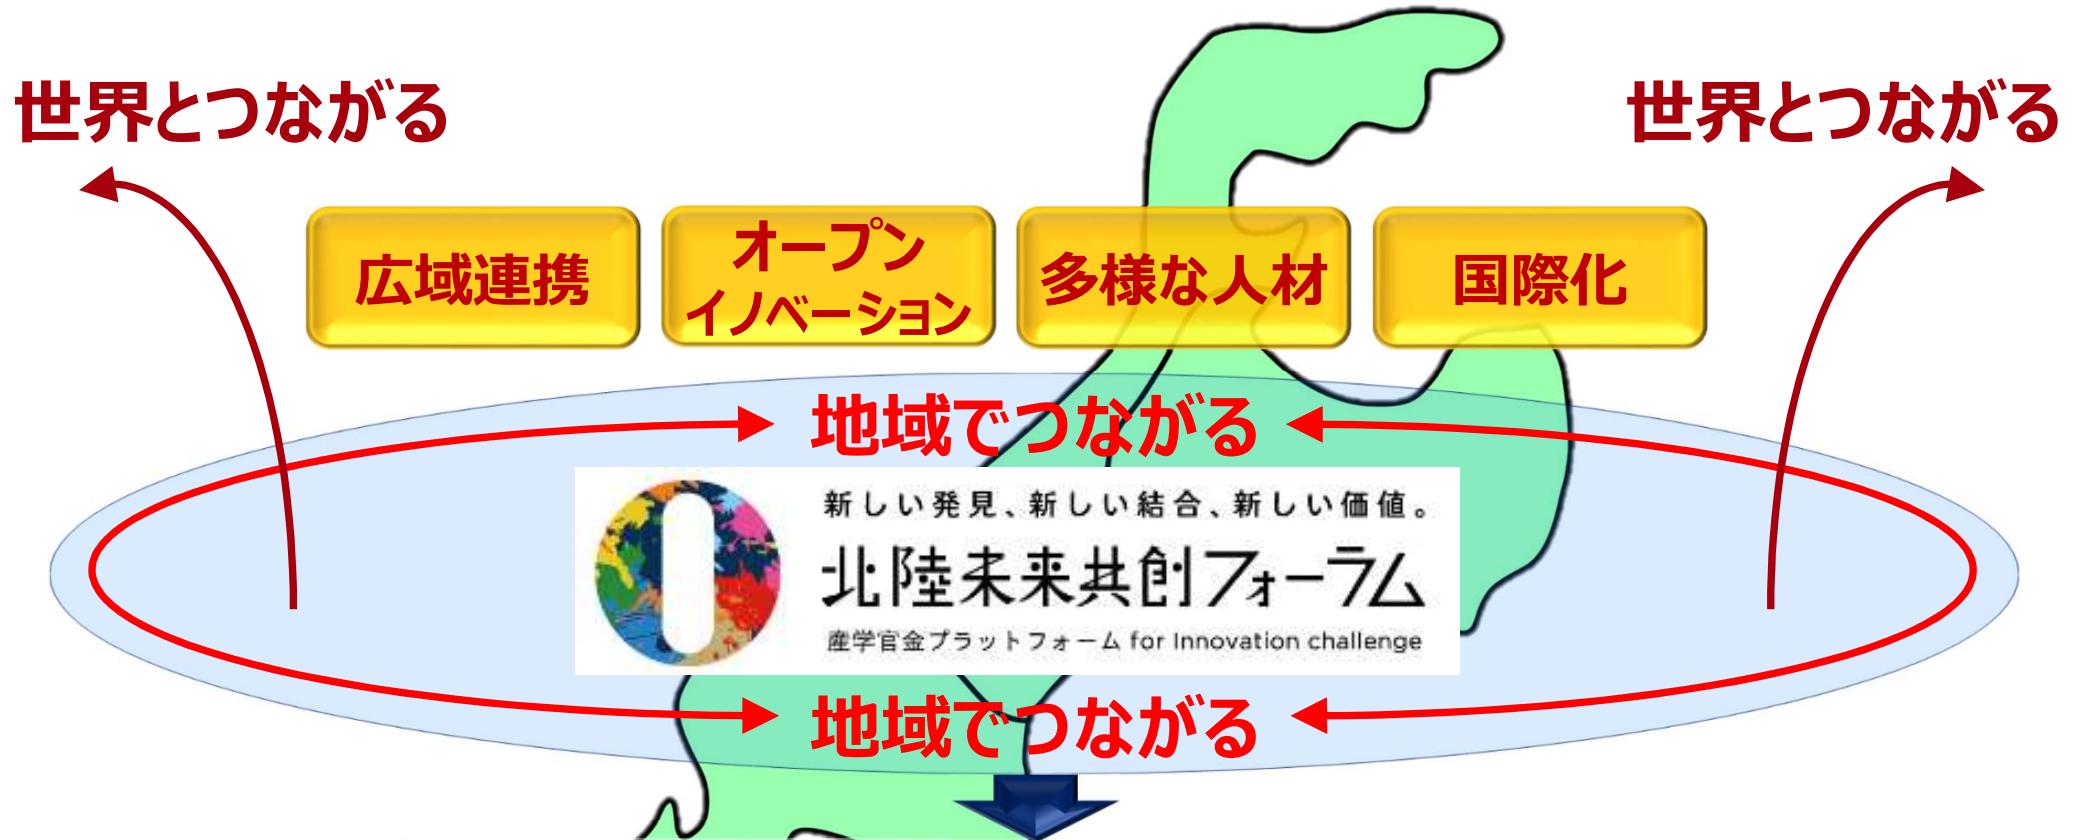 世界とつながる
世界とつながる
広域連携
オープン
イノベーション
多様な人材
国際化
地域でつながる
新しい発見、新しい結合、新しい価値。
北陸未来共創フォーラム
産学官金プラットフォーム for Innovation challenge
地域でつながる